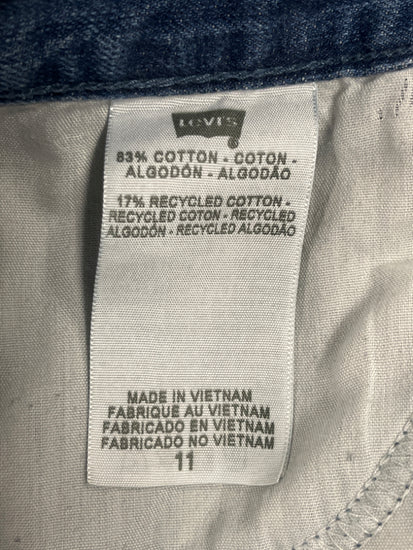 LEVI'S
83% COTTON - COTON -
ALGODÓN - ALGODÃO
17% RECYCLED COTTON -
RECYCLED COTON - RECYCLED
ALGODÓN - RECYCLED ALGODÃO
MADE IN VIETNAM
FABRIQUE AU VIETNAM
FABRICADO EN VIETNAM
FABRICADO NO VIETNAM
11